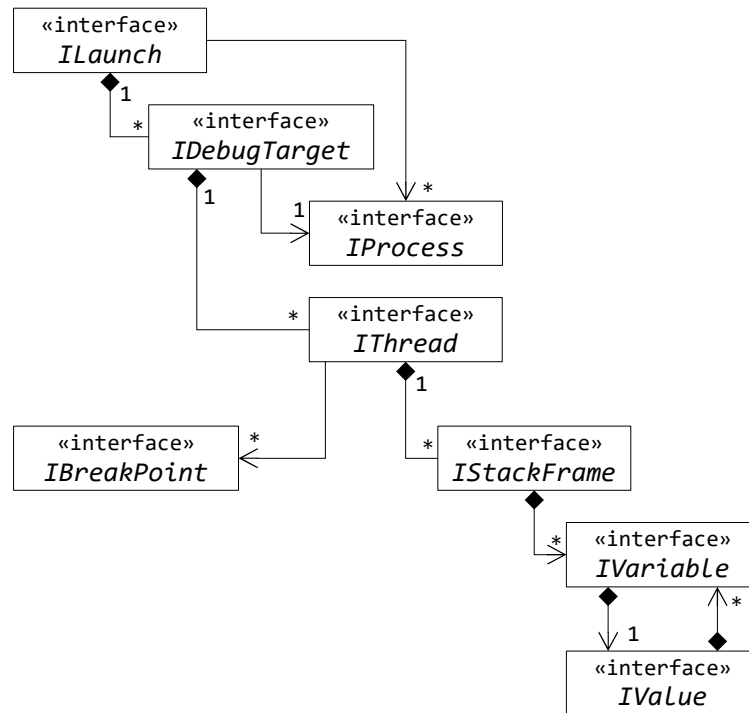 «interface»
ILaunch
1
*
«interface»
IDebugTarget
1
*
1
«interface»
IProcess
*
«interface»
IThread
1
*
«interface»
IBreakPoint
*
«interface»
IStackFrame
*
«interface»
IVariable
*
1
«interface»
IValue